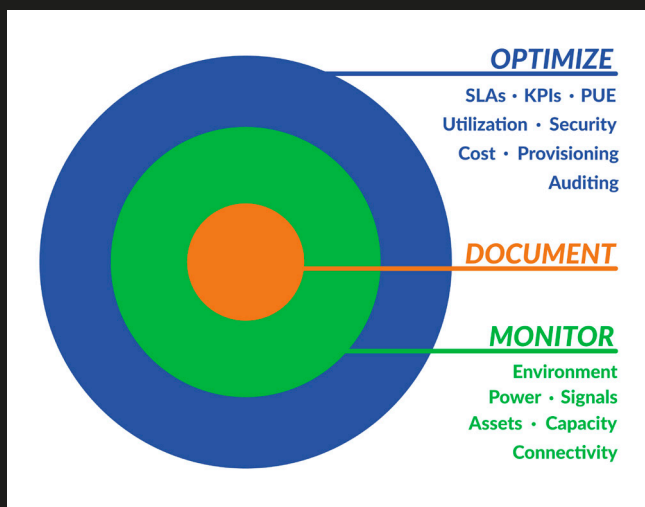 OPTIMIZE
SLAs · KPIs · PUE
Utilization · Security
Cost · Provisioning
Auditing
DOCUMENT
MONITOR
Environment
Power · Signals
Assets · Capacity
Connectivity